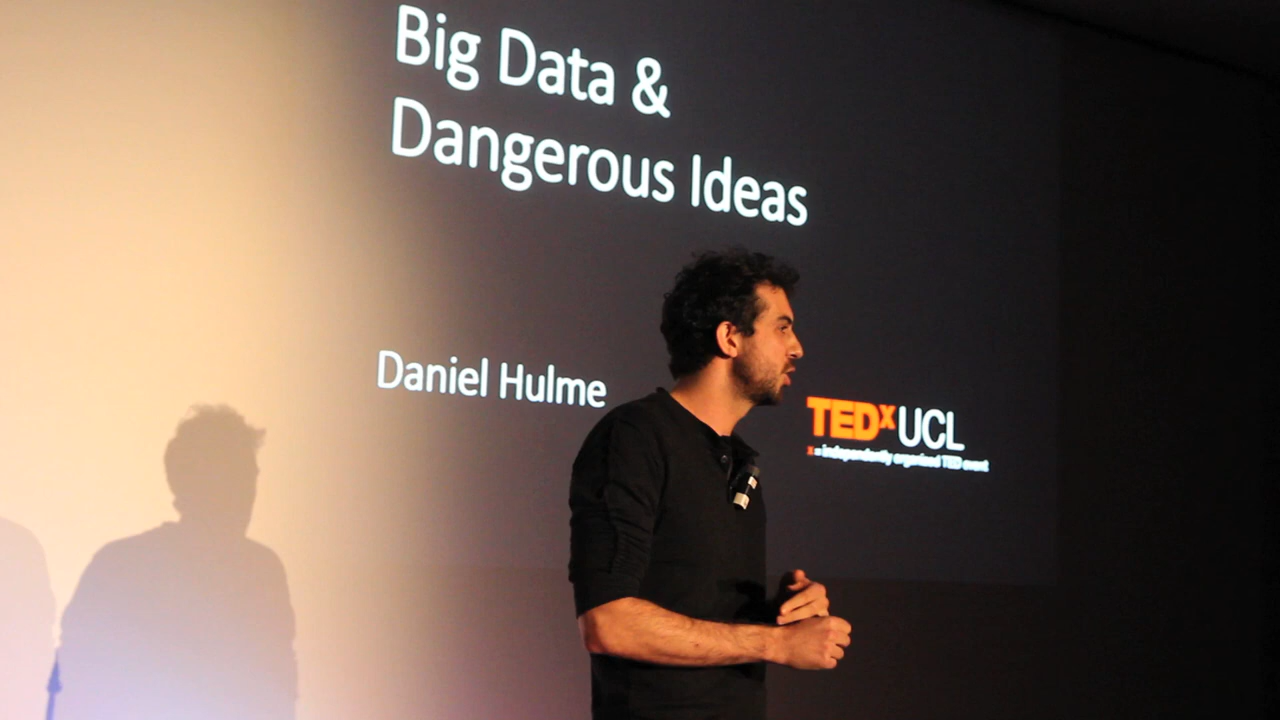 Big Data &
Dangerous Ideas
Daniel Hulme
TEDxUCL
x = independently organized TED event